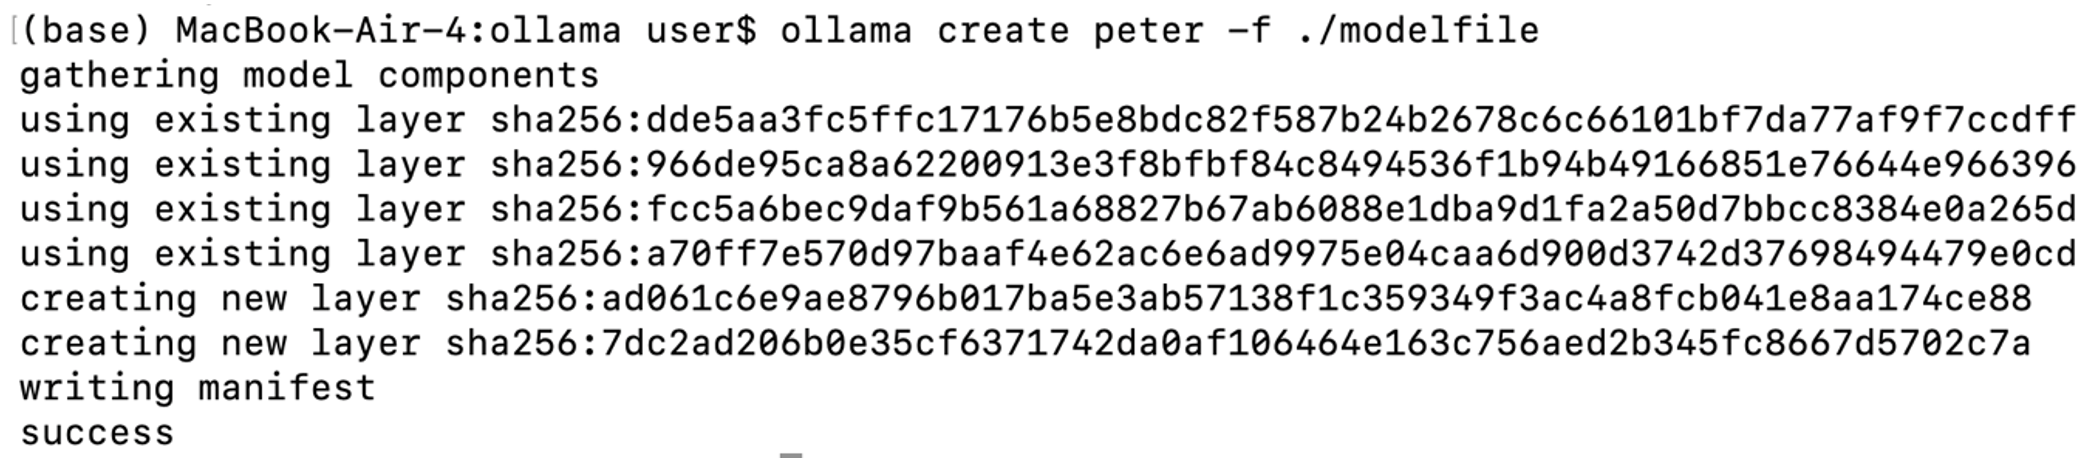 [(base) MacBook-Air-4:ollama user$ ollama create peter -f ./modelfile
gathering model components
using existing layer sha256:dde5aa3fc5ffc17176b5e8bdc82f587b24b2678c6c66101bf7da77af9f7ccdff
using existing layer sha256:966de95ca8a62200913e3f8bfbf84c8494536f1b94b49166851e76644e966396
using existing layer sha256:fcc5a6bec9daf9b561a68827b67ab6088e1dba9d1fa2a50d7bbcc8384e0a265d
using existing layer sha256:a70ff7e570d97baaf4e62ac6e6ad9975e04caa6d900d3742d37698494479e0cd
creating new layer sha256:ad061c6e9ae8796b017ba5e3ab57138f1c359349f3ac4a8fcb041e8aa174ce88
creating new layer sha256:7dc2ad206b0e35cf6371742da0af106464e163c756aed2b345fc8667d5702c7a
writing manifest
success